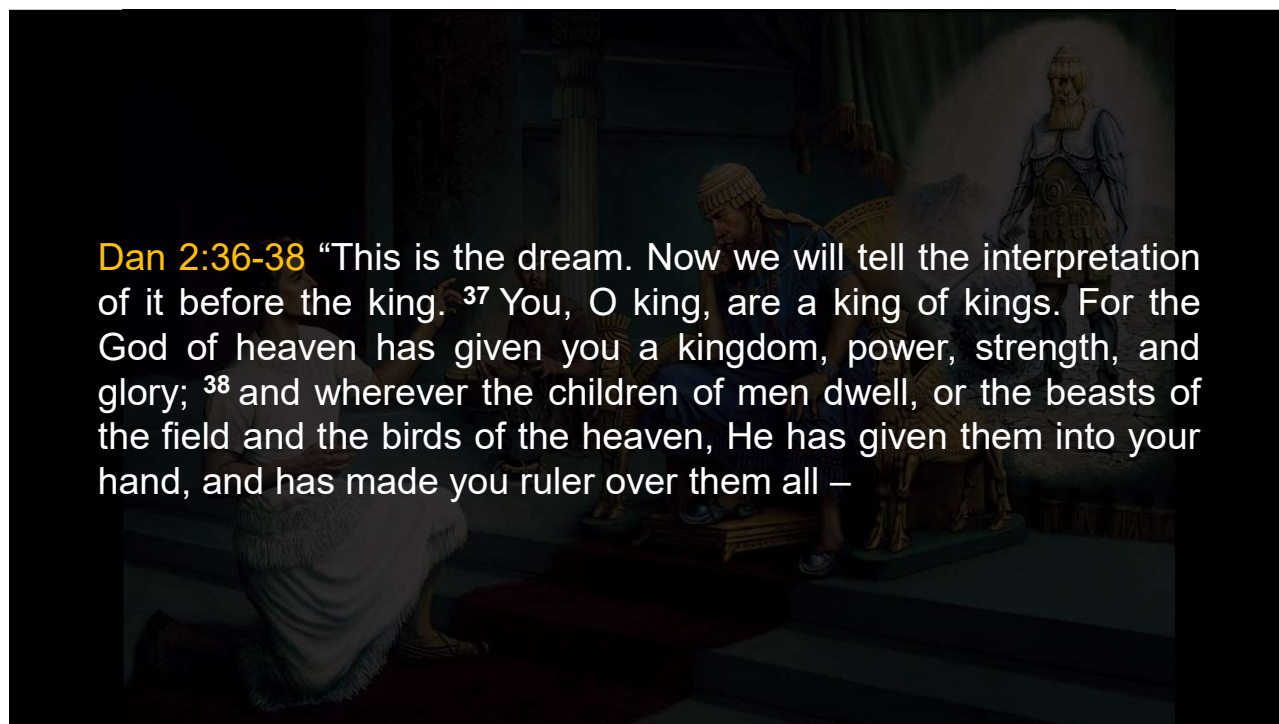 Dan 2:36-38 “This is the dream. Now we will tell the interpretation
of it before the king. 37 You, O king, are a king of kings. For the
God of heaven has given you a kingdom, power, strength, and
glory; 38 and wherever the children of men dwell, or the beasts of
the field and the birds of the heaven, He has given them into your
hand, and has made you ruler over them all –